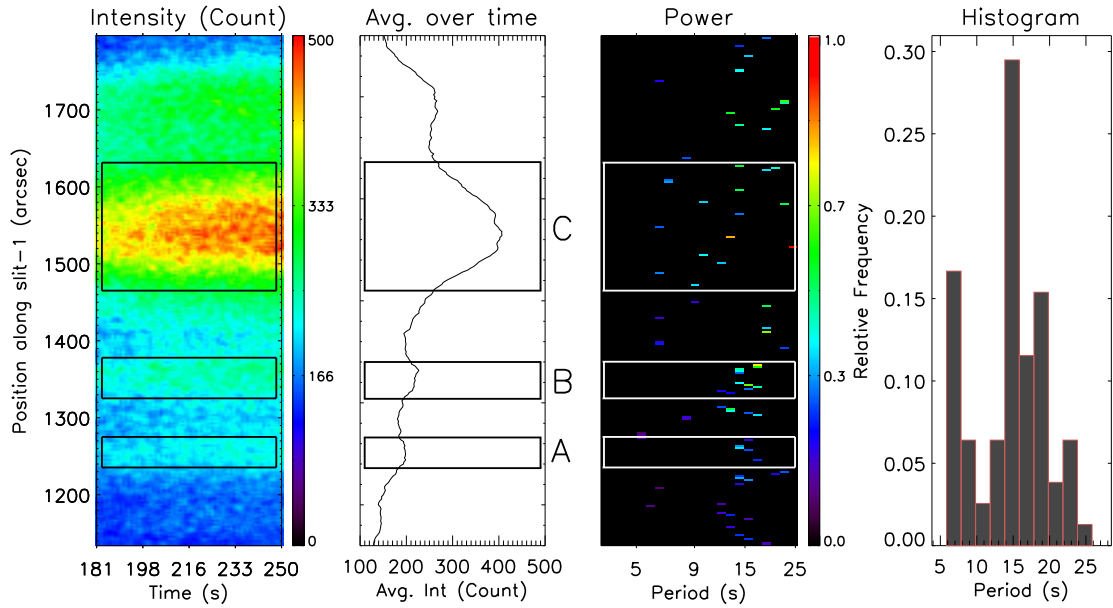 Intensity (Count)
Avg. over time
Power
Histogram
Position along slit-1 (arcsec)
1700
1600
1500
1400
1300
1200
181 198 216 233 250
Time (s)
500
333
166
0
C
B
A
100 200 300 400 500
Avg. Int (Count)
5 9 15 25
Period (s)
1.0
0.7
0.3
0.0
Relative Frequency
0.30
0.25
0.20
0.15
0.10
0.05
0.00
5 10 15 20 25
Period (s)